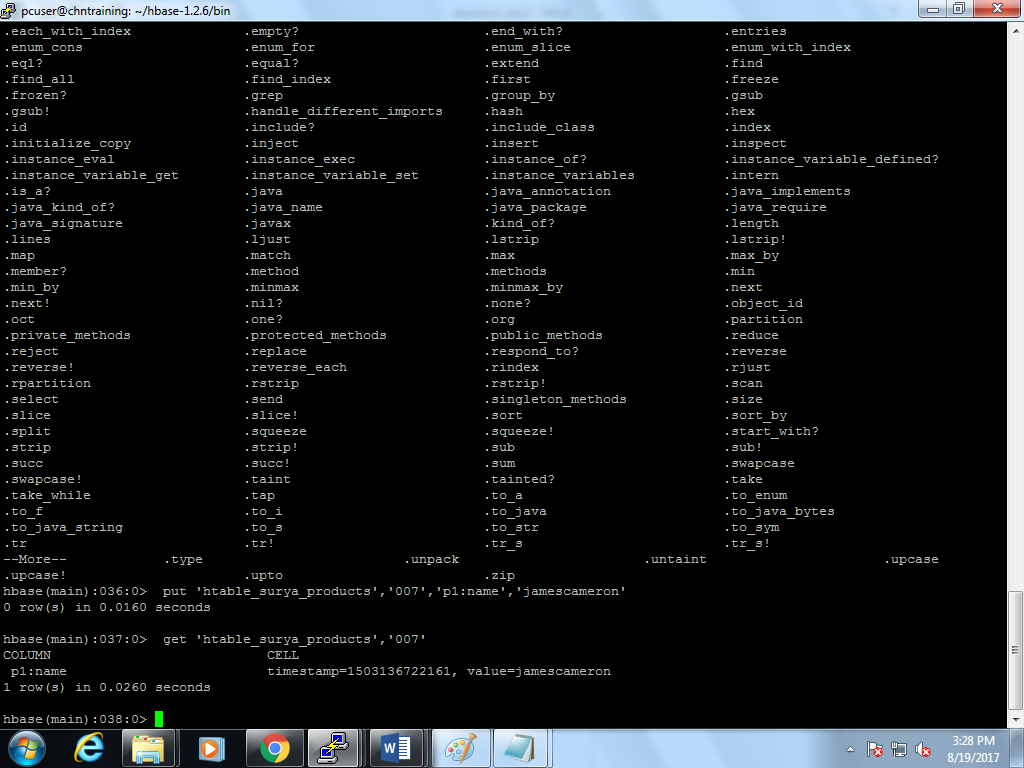 pcuser@chntraining: ~/hbase-1.2.6/bin
.each_with_index .empty? .end_with? .entries
.enum_cons .enum_for .enum_slice .enum_with_index
.eql? .equal? .extend .find
.find_all .find_index .first .freeze
.frozen? .grep .group_by .gsub
.gsub! .handle_different_imports .hash .hex
.id .include? .include_class .index
.initialize_copy .inject .insert .inspect
.instance_eval .instance_exec .instance_of? .instance_variable_defined?
.instance_variable_get .instance_variable_set .instance_variables .intern
.is_a? .java .java_annotation .java_implements
.java_kind_of? .java_name .java_package .java_require
.java_signature .javax .kind_of? .length
.lines .ljust .lstrip .lstrip!
.map .match .max .max_by
.member? .method .methods .min
.min_by .minmax .minmax_by .next
.next! .nil? .none? .object_id
.oct .one? .org .partition
.private_methods .protected_methods .public_methods .reduce
.reject .replace .respond_to? .reverse
.reverse! .reverse_each .rindex .rjust
.rpartition .rstrip .rstrip! .scan
.select .send .singleton_methods .size
.slice .slice! .sort .sort_by
.split .squeeze .squeeze! .start_with?
.strip .strip! .sub .sub!
.succ .succ! .sum .swapcase
.swapcase! .taint .tainted? .take
.take_while .tap .to_a .to_enum
.to_f .to_i .to_java .to_java_bytes
.to_java_string .to_s .to_str .to_sym
.tr .tr! .tr_s .tr_s!
--More-- .type .unpack .untaint .upcase
.upcase! .upto .zip
hbase(main):036:0> put 'htable_surya_products','007','p1:name','jamescameron'
0 row(s) in 0.0160 seconds
hbase(main):037:0> get 'htable_surya_products','007'
COLUMN CELL
p1:name timestamp=1503136722161, value=jamescameron
1 row(s) in 0.0260 seconds
hbase(main):038:0>
3:28 PM
8/19/2017